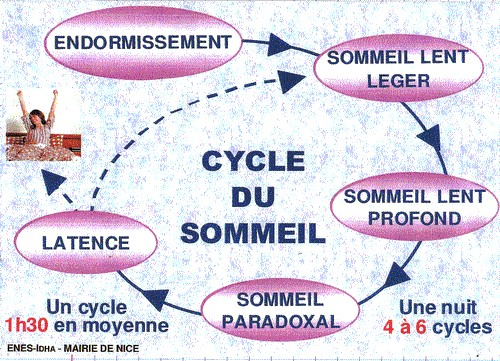 ENDORMISSEMENT
SOMMEIL LENT
LEGER
CYCLE
DU
SOMMEIL
SOMMEIL LENT
PROFOND
LATENCE
SOMMEIL
PARADOXAL
Un cycle
1h30 en moyenne
Une nuit
4 à 6 cycles
ENES-IDHA - MAIRIE DE NICE